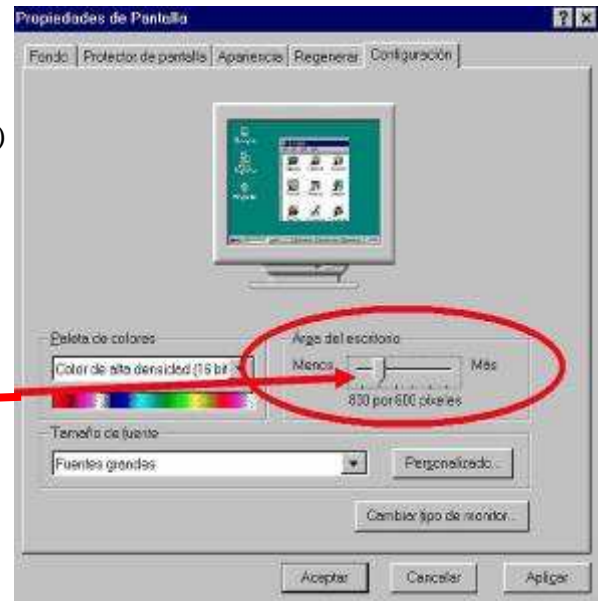 Propiedades de Pantalla
Fondo Protector de pantalla Apariencia Regenerar Configuración
)
Paleta de colores
Color de alta densidad (16 bit
Área del escritorio
Menos Más
800 por 600 píxeles
Tamaño de fuente
Fuentes grandes
Personalizado...
Cambiar tipo de monitor...
Aceptar Cancelar Aplicar